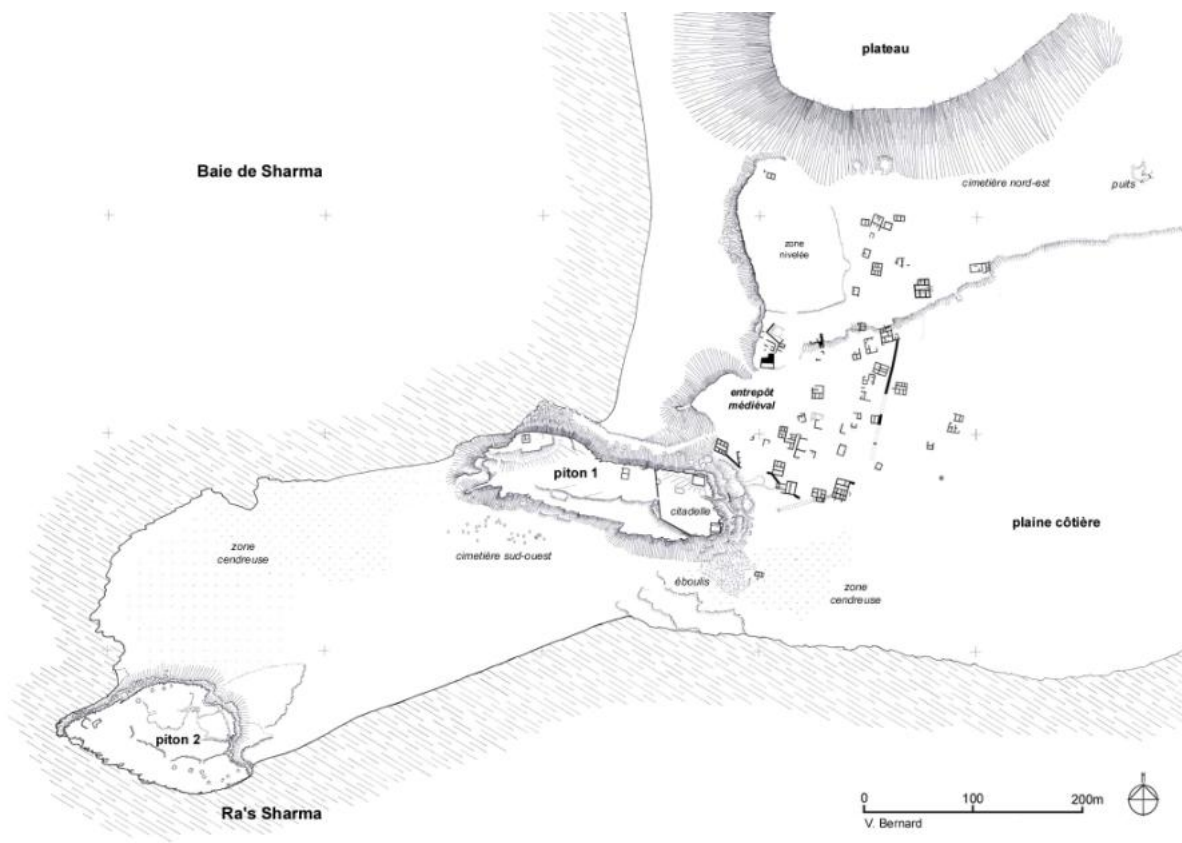 plateau
Baie de Sharma
cimetière nord-est
puits
zone
nivelée
entrepôt
médiéval
piton 1
citadelle
plaine côtière
zone
cendreuse
cimetière sud-ouest
éboulis
zone
cendreuse
piton 2
Ra's Sharma
0 100 200m
V. Bernard
N